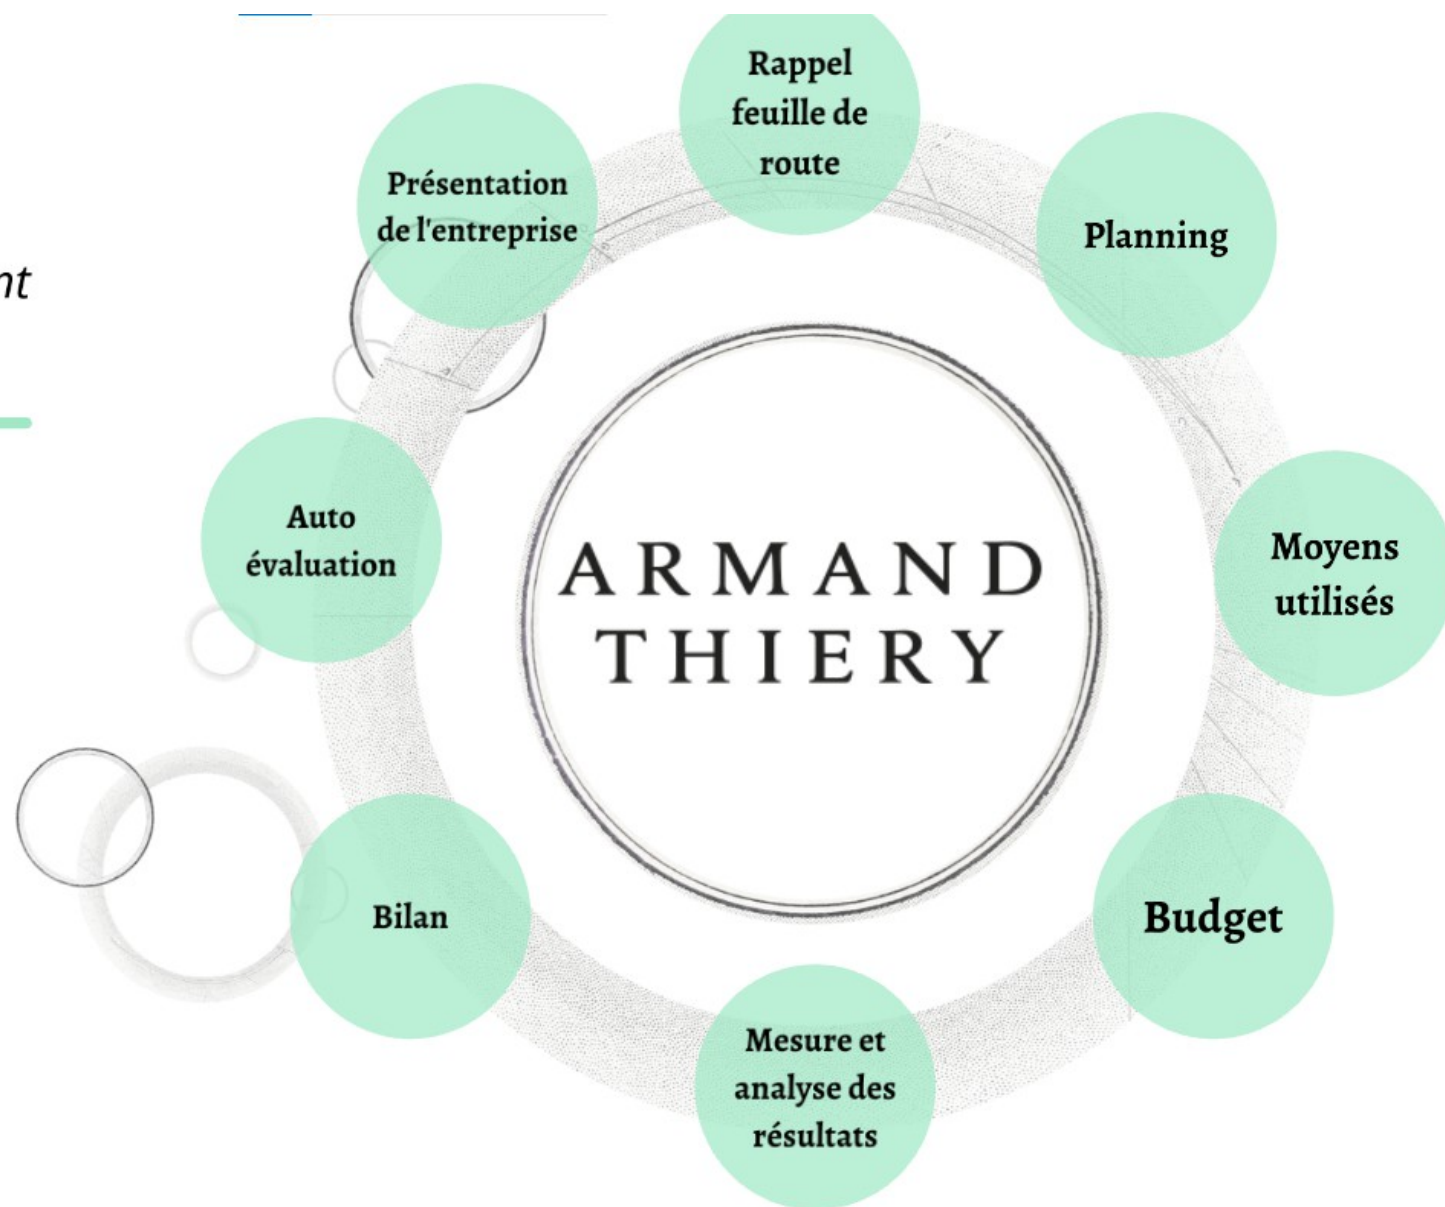 Rappel
feuille de
route
Présentation
de l'entreprise
Planning
nt
Auto
évaluation
Moyens
utilisés
ARMAND
THIERY
Bilan
Budget
Mesure et
analyse des
résultats